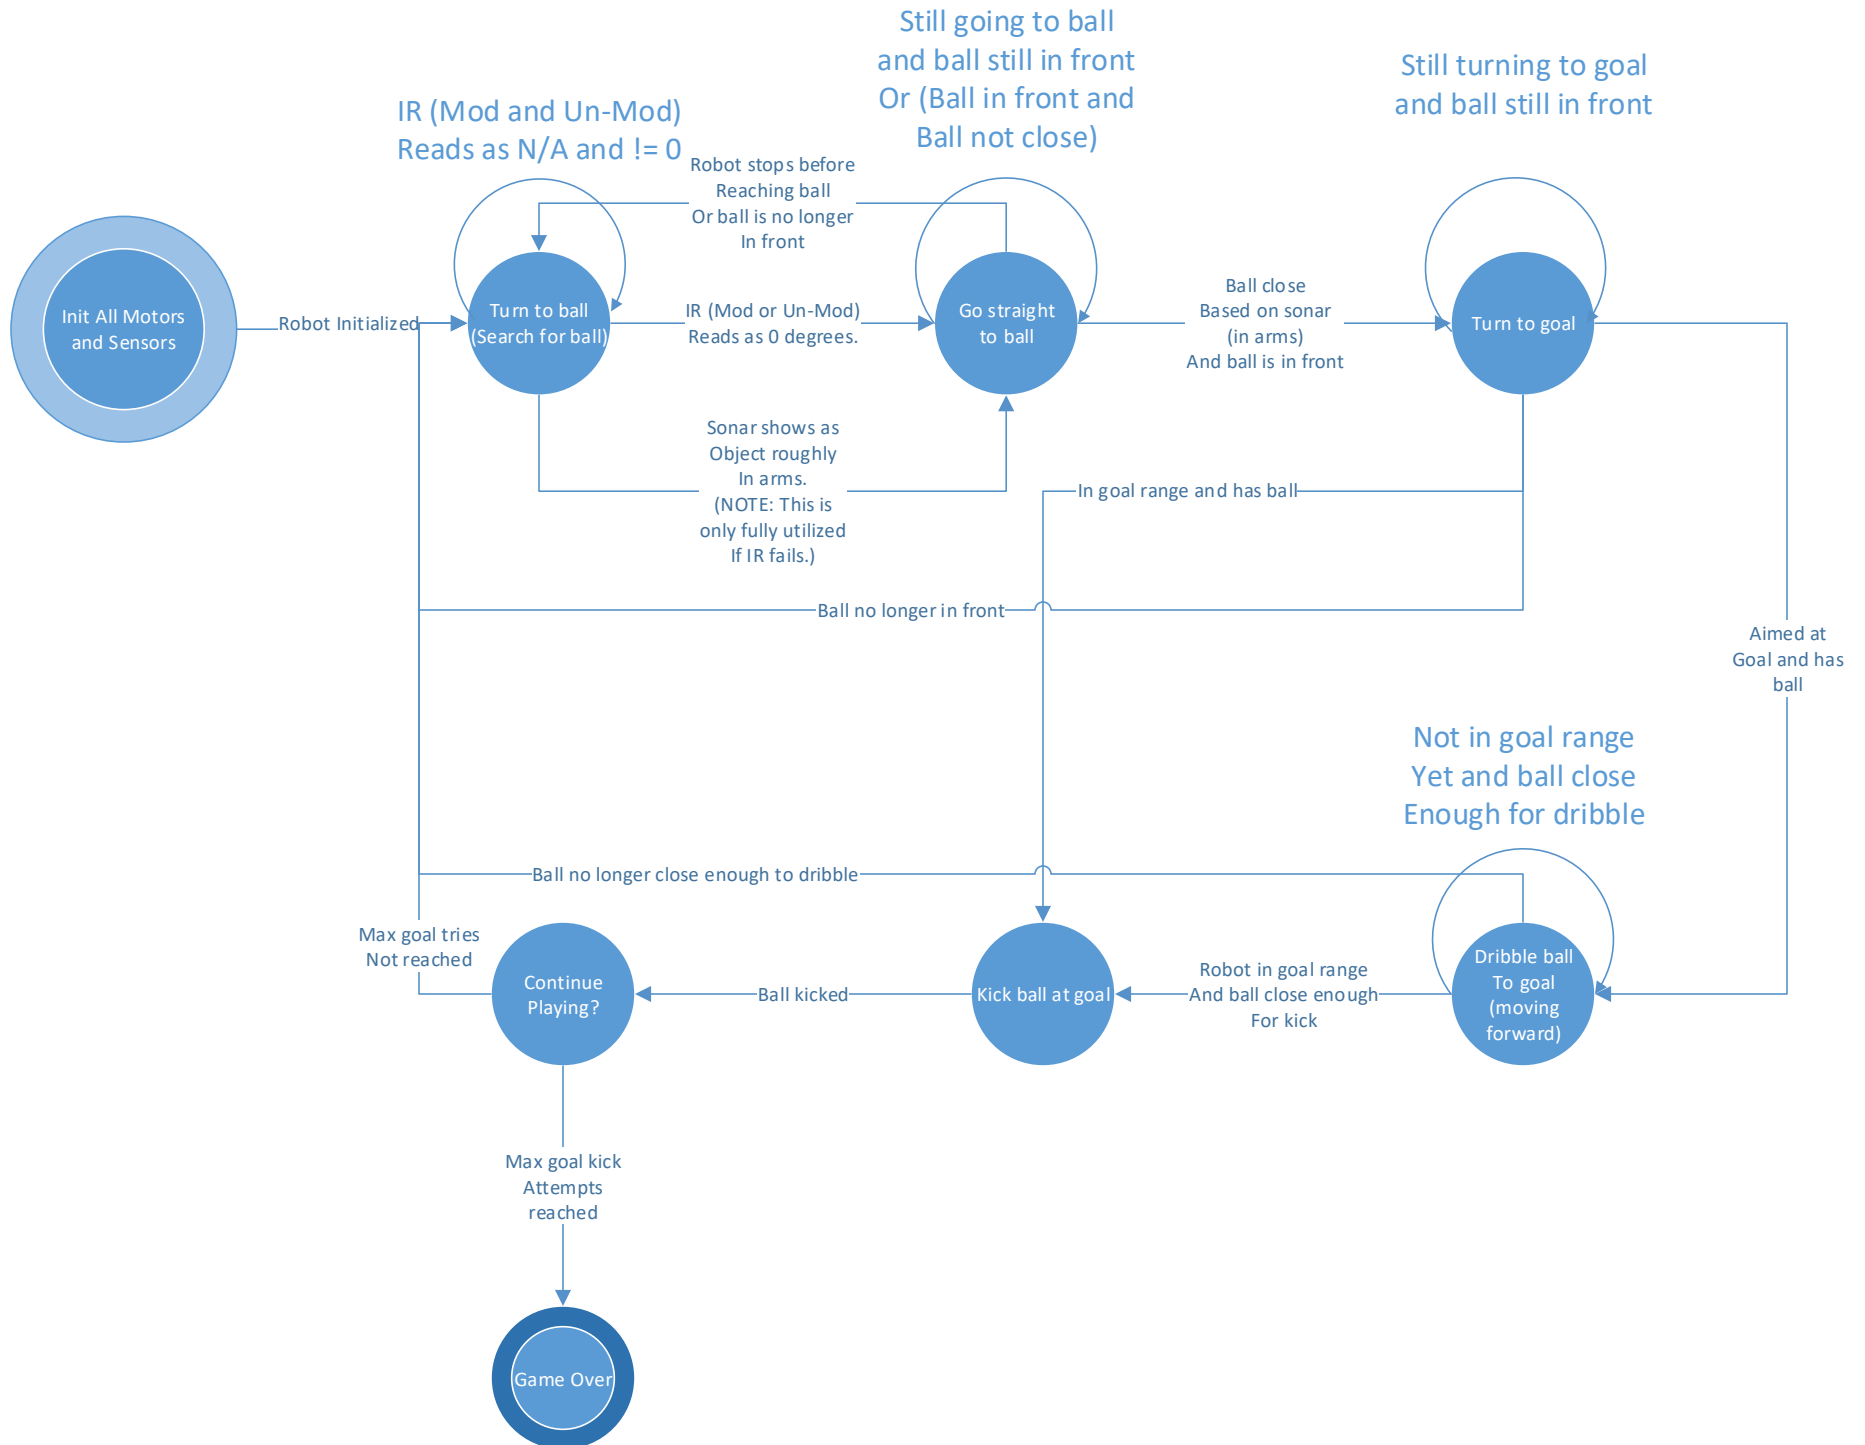 Still going to ball
and ball still in front
Or (Ball in front and
Ball not close)
Still turning to goal
and ball still in front
IR (Mod and Un-Mod)
Reads as N/A and != 0
Robot stops before
Reaching ball
Or ball is no longer
In front
Init All Motors
and Sensors
Robot Initialized
Turn to ball
(Search for ball)
IR (Mod or Un-Mod)
Reads as 0 degrees.
Go straight
to ball
Ball close
Based on sonar
(in arms)
And ball is in front
Turn to goal
Sonar shows as
Object roughly
In arms.
(NOTE: This is
only fully utilized
If IR fails.)
In goal range and has ball
Ball no longer in front
Aimed at
Goal and has
ball
Not in goal range
Yet and ball close
Enough for dribble
Ball no longer close enough to dribble
Max goal tries
Not reached
Continue
Playing?
Ball kicked
Kick ball at goal
Robot in goal range
And ball close enough
For kick
Dribble ball
To goal
(moving
forward)
Max goal kick
Attempts
reached
Game Over